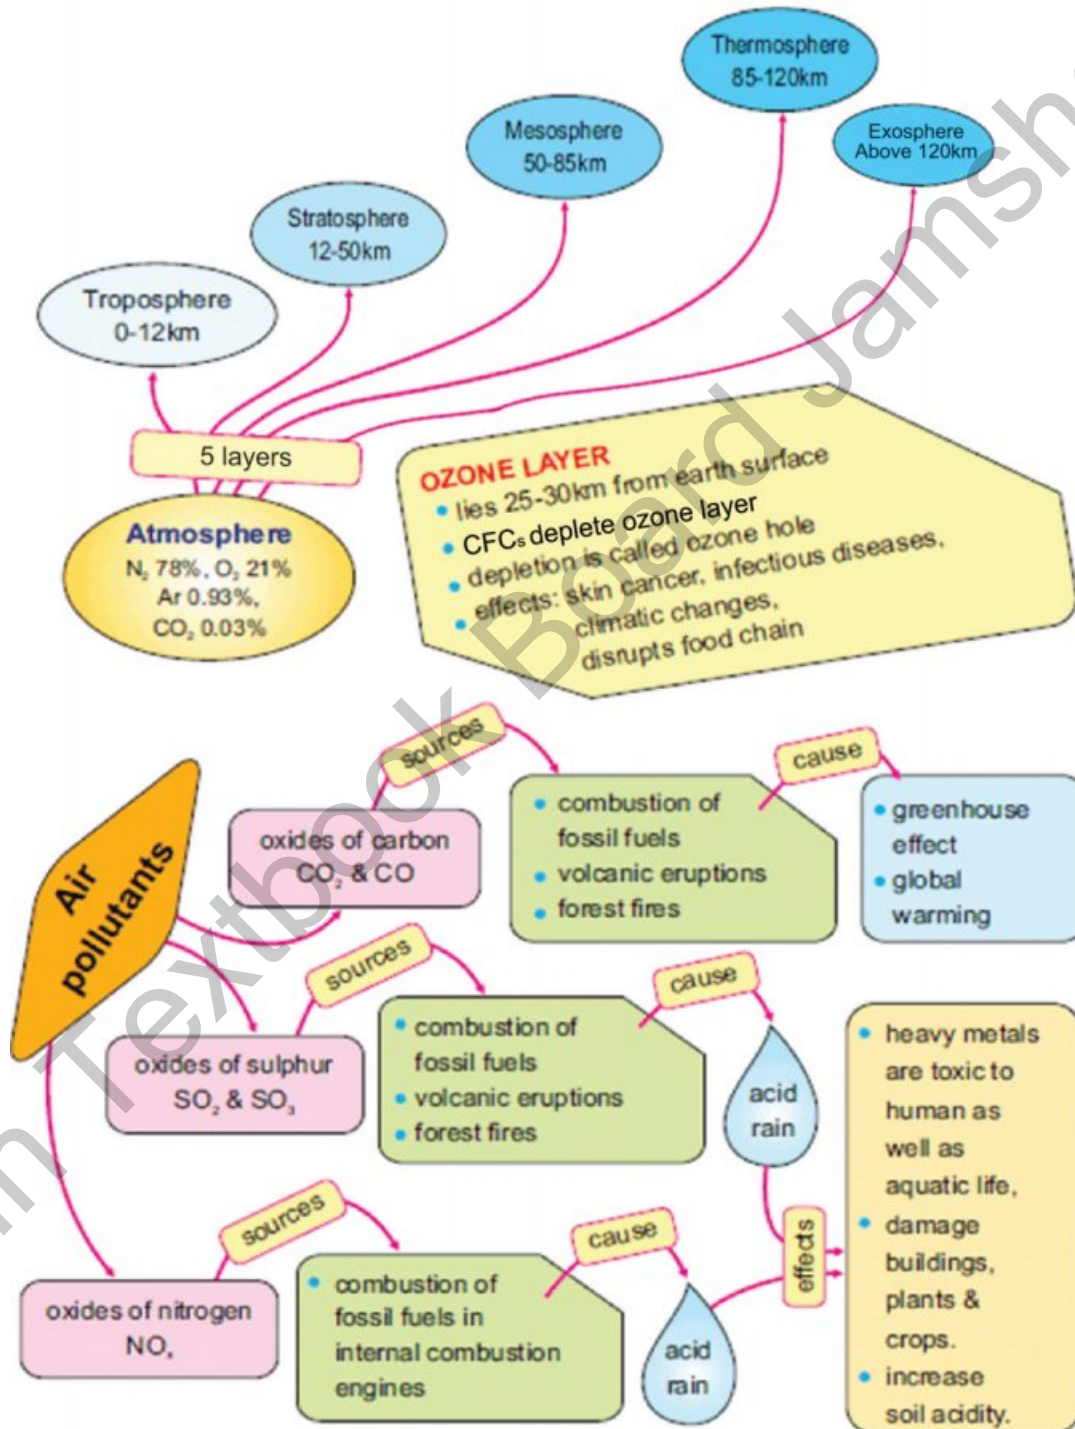 Thermosphere
85-120km
Exosphere
Above 120km
Mesosphere
50-85km
Stratosphere
12-50km
Troposphere
0-12km
5 layers
Atmosphere
N₂ 78%, O₂ 21%
Ar 0.93%,
CO₂ 0.03%
OZONE LAYER
• lies 25-30km from earth surface
• CFCₛ deplete ozone layer
• depletion is called ozone hole
• effects: skin cancer, infectious diseases,
climatic changes,
disrupts food chain
Air
pollutants
oxides of carbon
CO₂ & CO
sources
• combustion of
fossil fuels
• volcanic eruptions
• forest fires
cause
• greenhouse
effect
• global
warming
oxides of sulphur
SO₂ & SO₃
sources
• combustion of
fossil fuels
• volcanic eruptions
• forest fires
cause
acid
rain
oxides of nitrogen
NOₓ
sources
• combustion of
fossil fuels in
internal combustion
engines
cause
acid
rain
effects
• heavy metals
are toxic to
human as
well as
aquatic life,
• damage
buildings,
plants &
crops.
• increase
soil acidity.
Textbook Board Jamsh